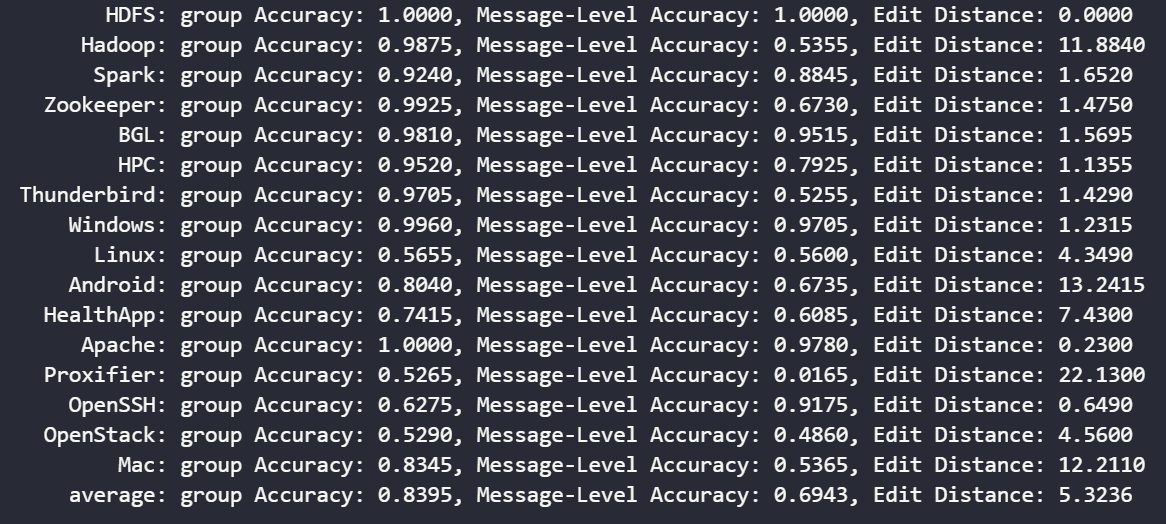 HDFS: group Accuracy: 1.0000, Message-Level Accuracy: 1.0000, Edit Distance: 0.0000
Hadoop: group Accuracy: 0.9875, Message-Level Accuracy: 0.5355, Edit Distance: 11.8840
Spark: group Accuracy: 0.9240, Message-Level Accuracy: 0.8845, Edit Distance: 1.6520
Zookeeper: group Accuracy: 0.9925, Message-Level Accuracy: 0.6730, Edit Distance: 1.4750
BGL: group Accuracy: 0.9810, Message-Level Accuracy: 0.9515, Edit Distance: 1.5695
HPC: group Accuracy: 0.9520, Message-Level Accuracy: 0.7925, Edit Distance: 1.1355
Thunderbird: group Accuracy: 0.9705, Message-Level Accuracy: 0.5255, Edit Distance: 1.4290
Windows: group Accuracy: 0.9960, Message-Level Accuracy: 0.9705, Edit Distance: 1.2315
Linux: group Accuracy: 0.5655, Message-Level Accuracy: 0.5600, Edit Distance: 4.3490
Android: group Accuracy: 0.8040, Message-Level Accuracy: 0.6735, Edit Distance: 13.2415
HealthApp: group Accuracy: 0.7415, Message-Level Accuracy: 0.6085, Edit Distance: 7.4300
Apache: group Accuracy: 1.0000, Message-Level Accuracy: 0.9780, Edit Distance: 0.2300
Proxifier: group Accuracy: 0.5265, Message-Level Accuracy: 0.0165, Edit Distance: 22.1300
OpenSSH: group Accuracy: 0.6275, Message-Level Accuracy: 0.9175, Edit Distance: 0.6490
OpenStack: group Accuracy: 0.5290, Message-Level Accuracy: 0.4860, Edit Distance: 4.5600
Mac: group Accuracy: 0.8345, Message-Level Accuracy: 0.5365, Edit Distance: 12.2110
average: group Accuracy: 0.8395, Message-Level Accuracy: 0.6943, Edit Distance: 5.3236